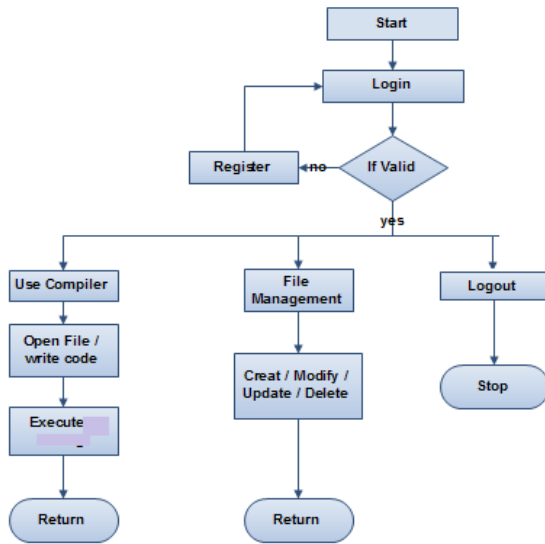 Start
Login
Register
no
If Valid
yes
Use Compiler
File
Management
Logout
Open File /
write code
Creat / Modify /
Update / Delete
Stop
Execute
Return
Return